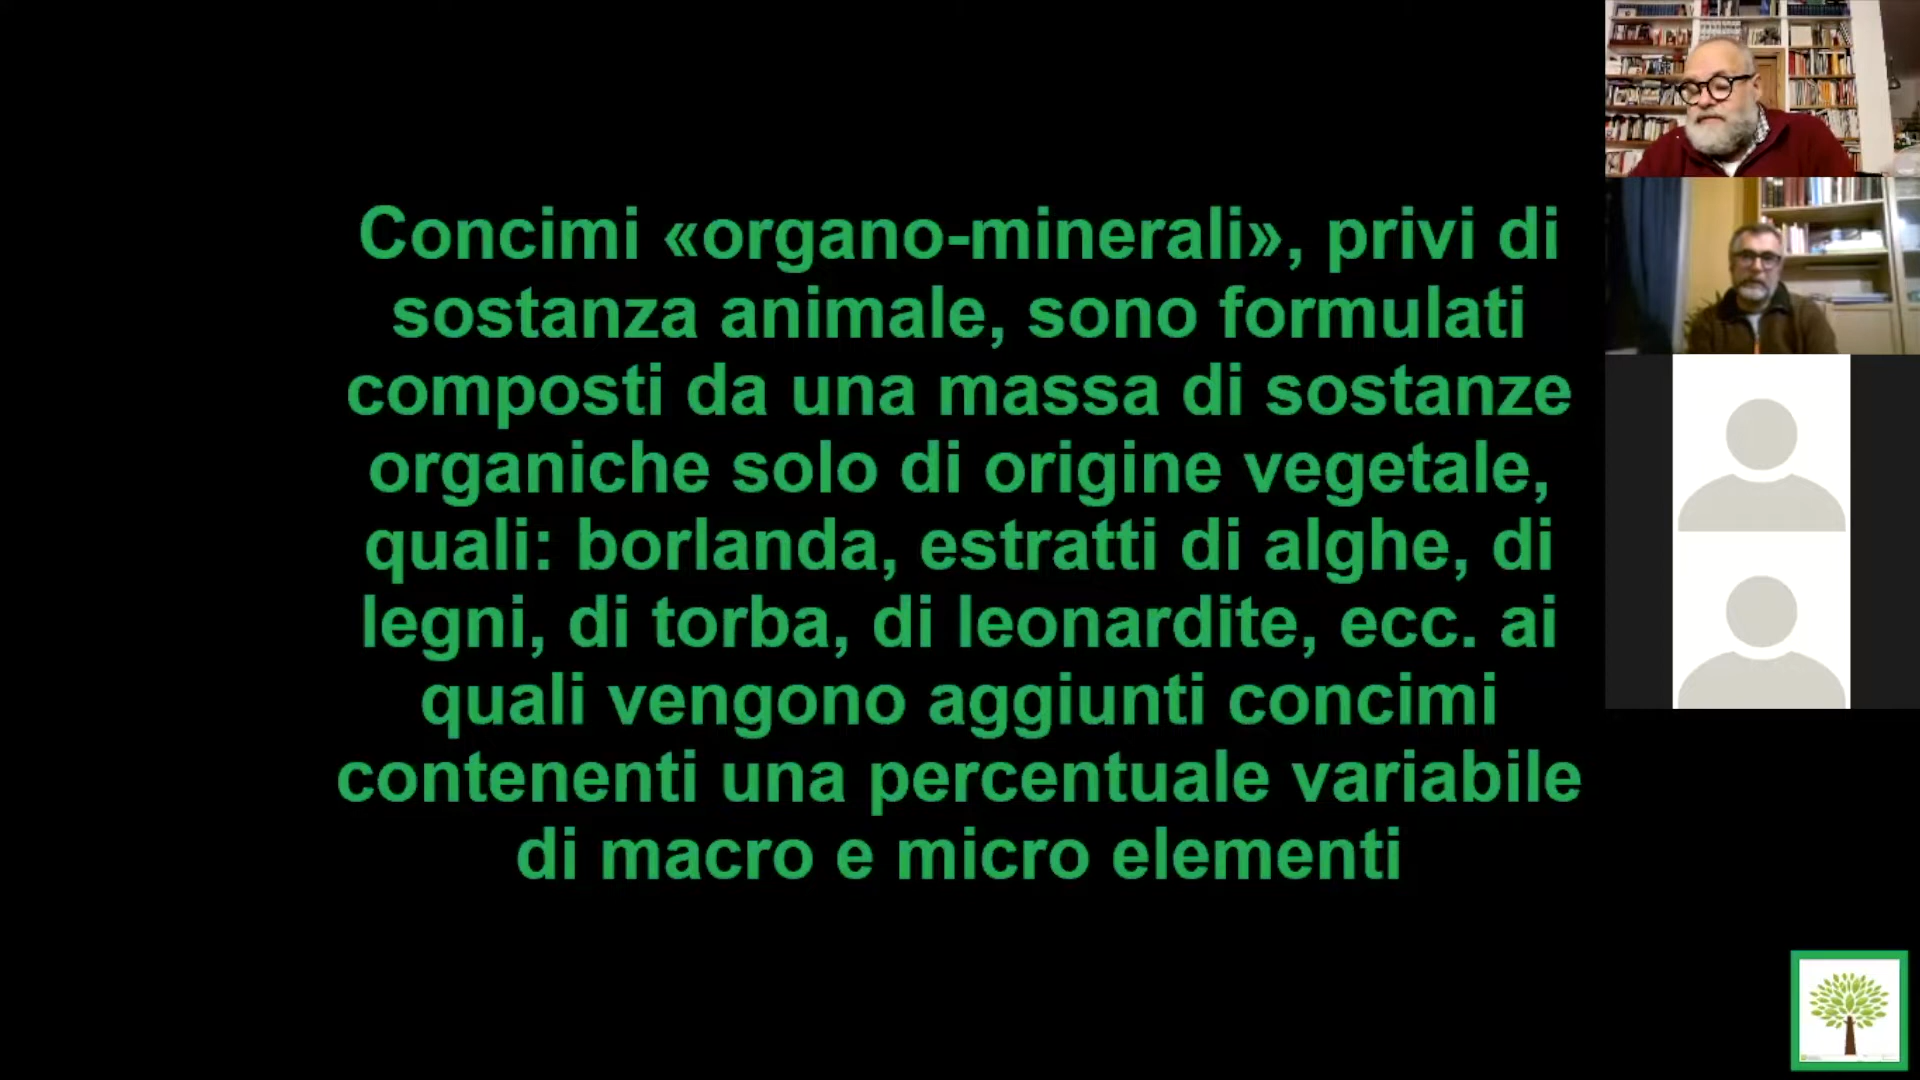 Concimi «organo-minerali», privi di
sostanza animale, sono formulati
composti da una massa di sostanze
organiche solo di origine vegetale,
quali: borlanda, estratti di alghe, di
legni, di torba, di leonardite, ecc. ai
quali vengono aggiunti concimi
contenenti una percentuale variabile
di macro e micro elementi